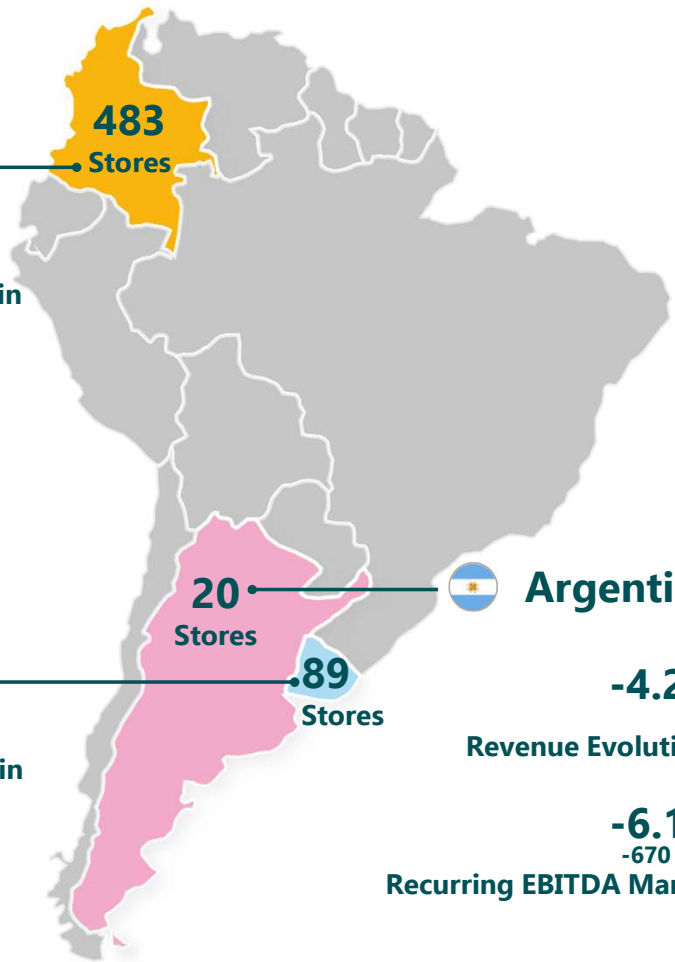 483
Stores
in
20
Stores
Argenti
89
Stores
-4.2
Revenue Evoluti
in
-6.1
-670
Recurring EBITDA Mar